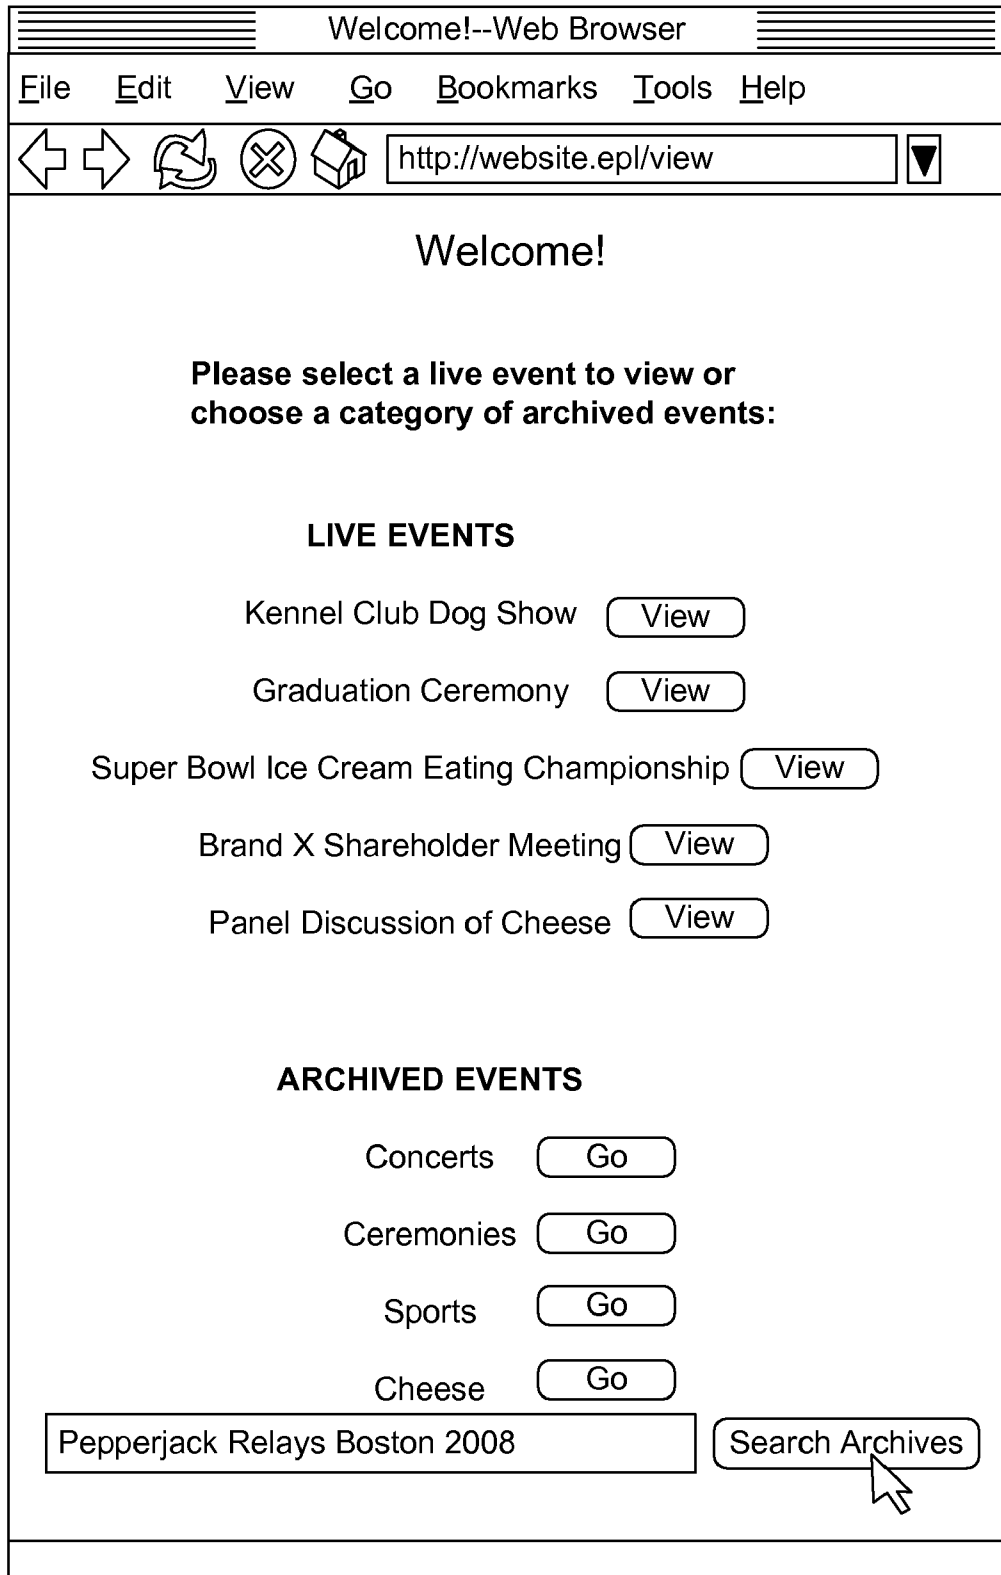 Welcome!--Web Browser
File Edit View Go Bookmarks Tools Help
http://website.epl/view
Welcome!
Please select a live event to view or
choose a category of archived events:
LIVE EVENTS
Kennel Club Dog Show View
Graduation Ceremony View
Super Bowl Ice Cream Eating Championship View
Brand X Shareholder Meeting View
Panel Discussion of Cheese View
ARCHIVED EVENTS
Concerts Go
Ceremonies Go
Sports Go
Cheese Go
Pepperjack Relays Boston 2008 Search Archives